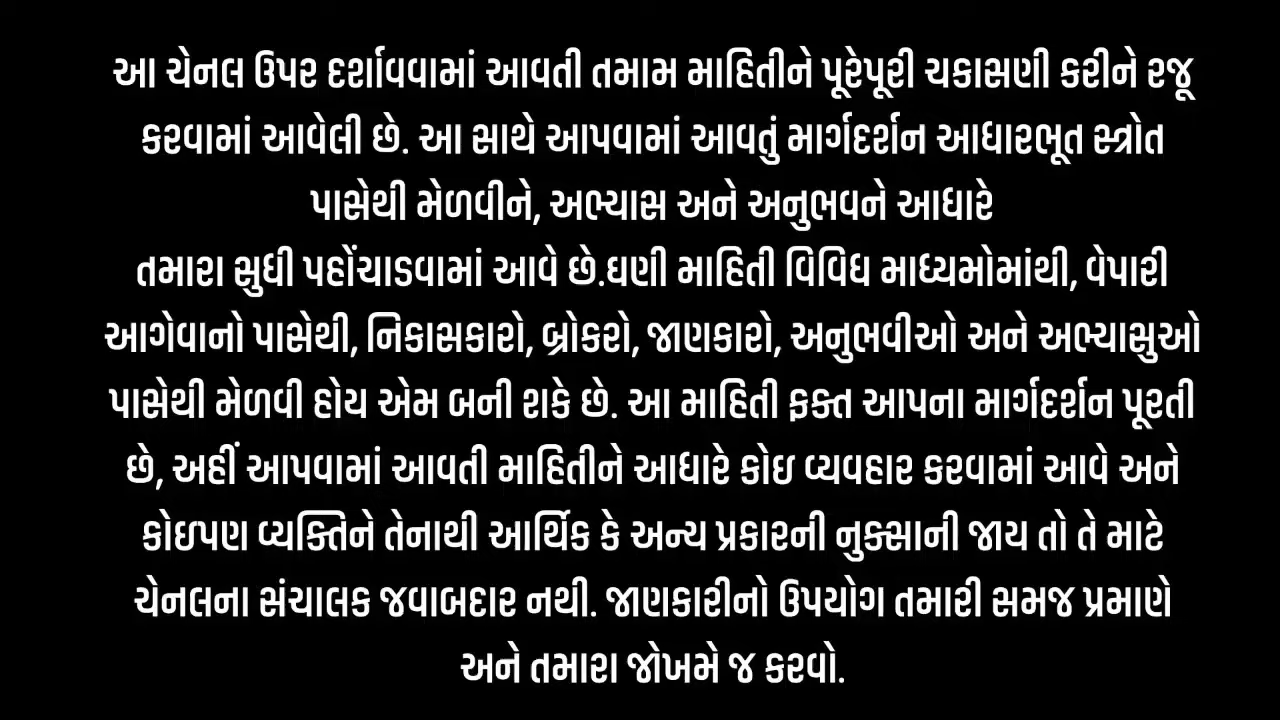 આ ચેનલ ઉપર દર્શાવવામાં આવતી તમામ માહિતીને પૂરેપૂરી ચકાસણી કરીને રજૂ
કરવામાં આવેલી છે. આ સાથે આપવામાં આવતું માર્ગદર્શન આધારભૂત સ્ત્રોત
પાસેથી મેળવીને, અભ્યાસ અને અનુભવને આધારે
તમારા સુધી પહોંચાડવામાં આવે છે.ઘણી માહિતી વિવિધ માધ્યમોમાંથી, વેપારી
આગેવાનો પાસેથી, નિકાસકારો, બ્રોકરો, જાણકારો, અનુભવીઓ અને અભ્યાસુઓ
પાસેથી મેળવી હોય એમ બની શકે છે. આ માહિતી ફક્ત આપના માર્ગદર્શન પૂરતી
છે, અહીં આપવામાં આવતી માહિતીને આધારે કોઇ વ્યવહાર કરવામાં આવે અને
કોઇપણ વ્યક્તિને તેનાથી આર્થિક કે અન્ય પ્રકારની નુક્સાની જાય તો તે માટે
ચેનલના સંચાલક જવાબદાર નથી. જાણકારીનો ઉપયોગ તમારી સમજ પ્રમાણે
અને તમારા જોખમે જ કરવો.